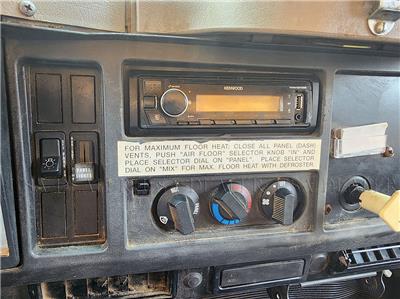 KENWOOD
FOR MAXIMUM FLOOR HEAT; CLOSE ALL PANEL (DASH)
VENTS, PUSH "AIR FLOOR" SELECTOR KNOB "IN" AND
PLACE SELECTOR DIAL ON "PANEL". PLACE SELECTOR
DIAL ON "MIX" FOR MAX. FLOOR HEAT WITH DEFROSTER.